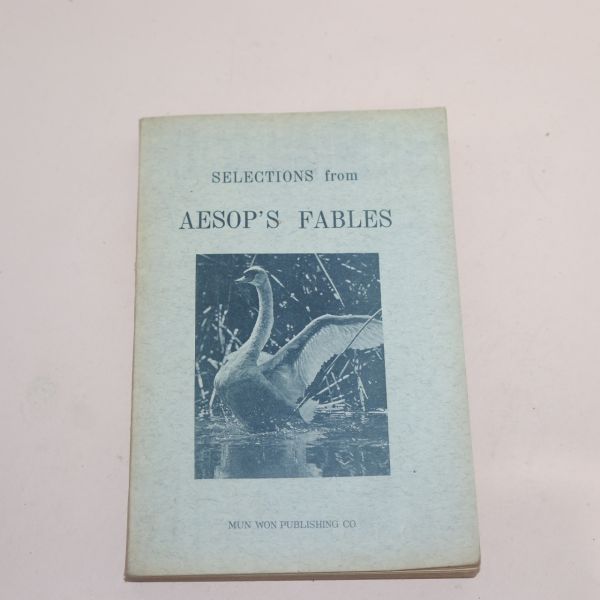 SELECTIONS from
AESOP'S FABLES
MUN WON PUBLISHING CO.